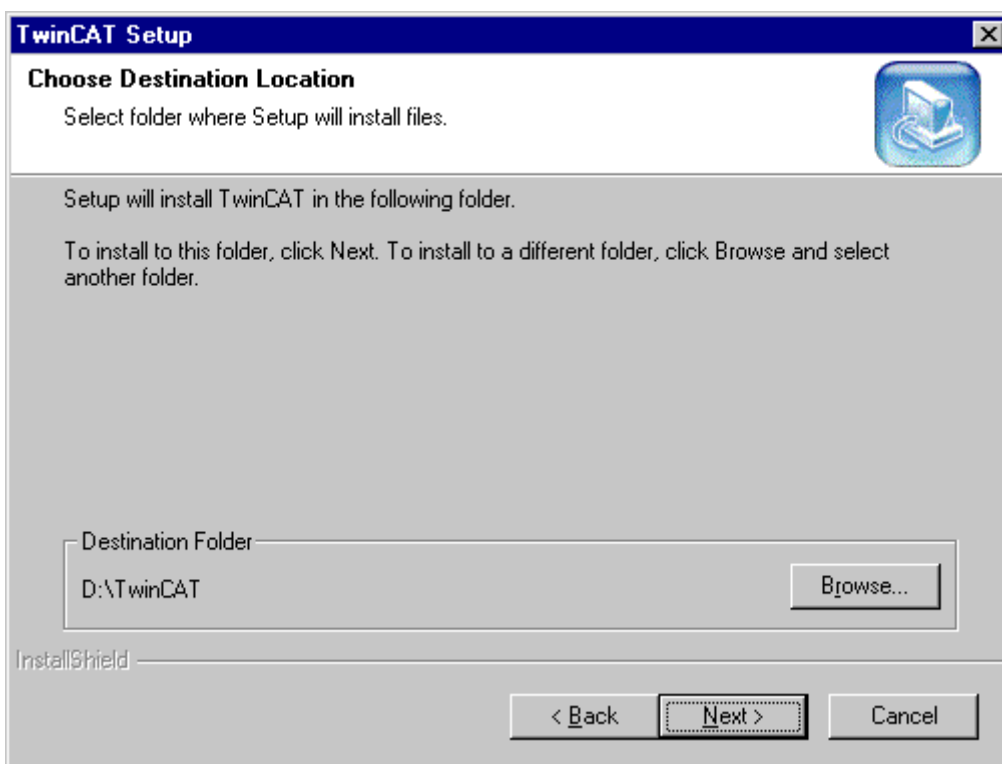 TwinCAT Setup
Choose Destination Location
Select folder where Setup will install files.
Setup will install TwinCAT in the following folder.
To install to this folder, click Next. To install to a different folder, click Browse and select
another folder.
Destination Folder
D:\TwinCAT
Browse...
InstallShield
< Back
Next >
Cancel